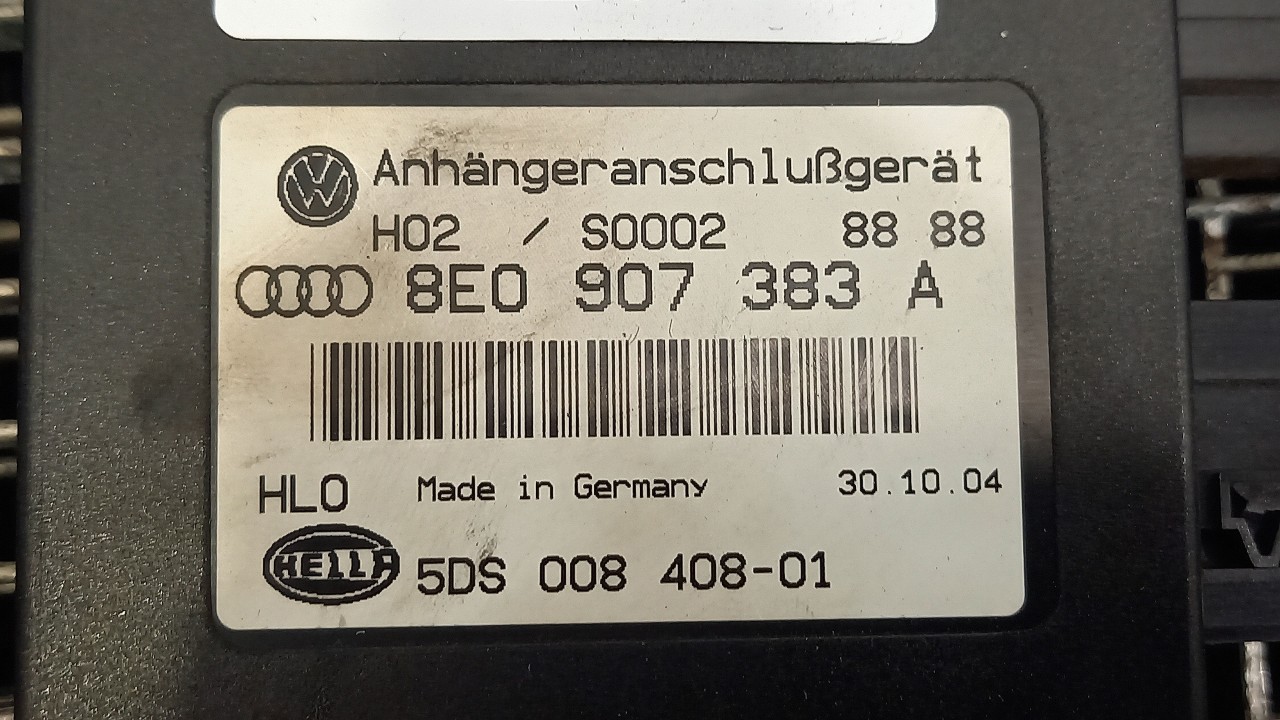 Anhängeranschlußgerät
H02 / S0002 88 88
8E0 907 383 A
HLO Made in Germany 30.10.04
HELLA 5DS 008 408-01